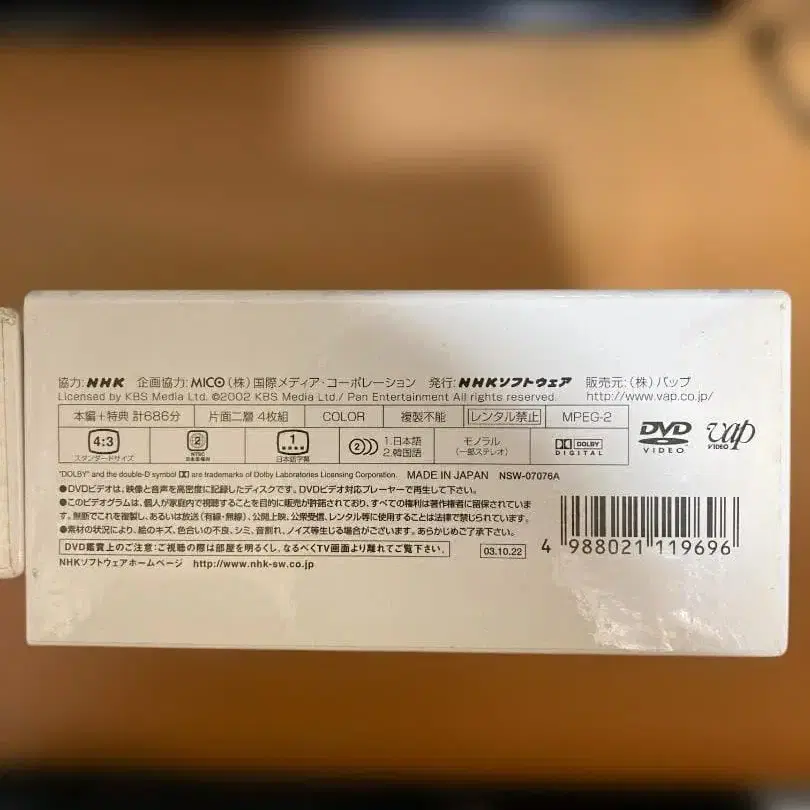 協力:NHK 企画協力:MICO(株)国際メディア・コーポレーション 発行:NHKソフトウェア 販売元:(株)バップ
Licensed by KBS Media Ltd. ©2002 KBS Media Ltd./ Pan Entertainment All rights reserved. http://www.vap.co.jp/
本編+特典 計686分 片面二層 4枚組 COLOR 複製不能 レンタル禁止 MPEG-2
4:3 スタンダードサイズ 2 NTSC 日本市場向 1 日本語字幕 2 1.日本語 2.韓国語 モノラル (一部ステレオ) DOLBY DIGITAL DVD VIDEO vap VIDEO
"DOLBY" and the double-D symbol are trademarks of Dolby Laboratories Licensing Corporation. MADE IN JAPAN NSW-07076A
●DVDビデオは、映像と音声を高密度に記録したディスクです。DVDビデオ対応プレーヤーで再生して下さい。
●このビデオグラムは、個人が家庭内で視聴することを目的に販売が許諾されており、すべての権利は著作権者に留保されていま
す。無断でこれを複製し、あるいは放送(有線・無線)、公開上映、公衆送信、レンタル等に使用することは法律で禁じられています。
●素材の状況により、絵のキズ、色合いの不良、シミ、音割れ、ノイズ等生じる場合がございます。あらかじめご了承下さい。
DVD鑑賞上のご注意:ご視聴の際は部屋を明るくし、なるべくTV画面より離れてご覧下さい。 03.10.22
4 988021 119696
NHKソフトウェアホームページ http://www.nhk-sw.co.jp